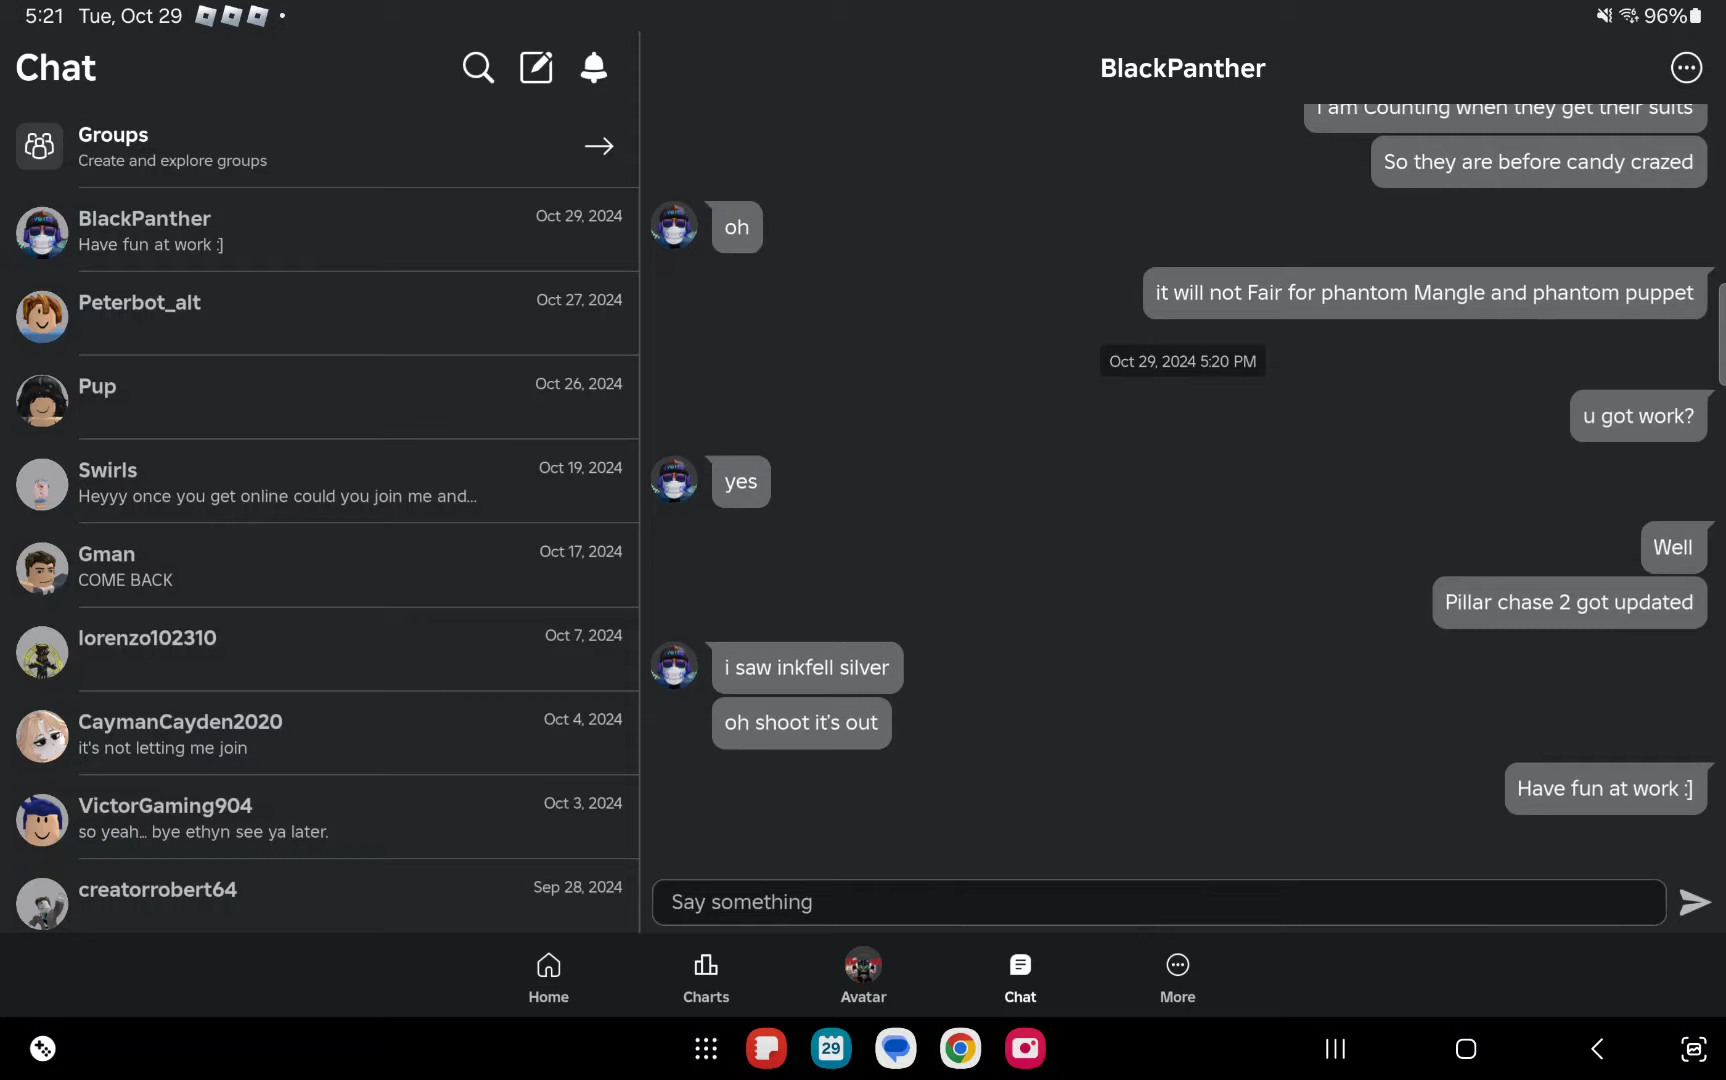 5:21 Tue, Oct 29
96%
Chat
Groups
Create and explore groups
BlackPanther
Oct 29, 2024
Have fun at work :]
Peterbot_alt
Oct 27, 2024
Pup
Oct 26, 2024
Swirls
Oct 19, 2024
Heyyy once you get online could you join me and...
Gman
Oct 17, 2024
COME BACK
lorenzo102310
Oct 7, 2024
CaymanCayden2020
Oct 4, 2024
it's not letting me join
VictorGaming904
Oct 3, 2024
so yeah... bye ethyn see ya later.
creatorrobert64
Sep 28, 2024
BlackPanther
I am Counting when they get their suits
So they are before candy crazed
oh
it will not Fair for phantom Mangle and phantom puppet
Oct 29, 2024 5:20 PM
u got work?
yes
Well
Pillar chase 2 got updated
i saw inkfell silver
oh shoot it's out
Have fun at work :]
Say something
Home
Charts
Avatar
Chat
More
29